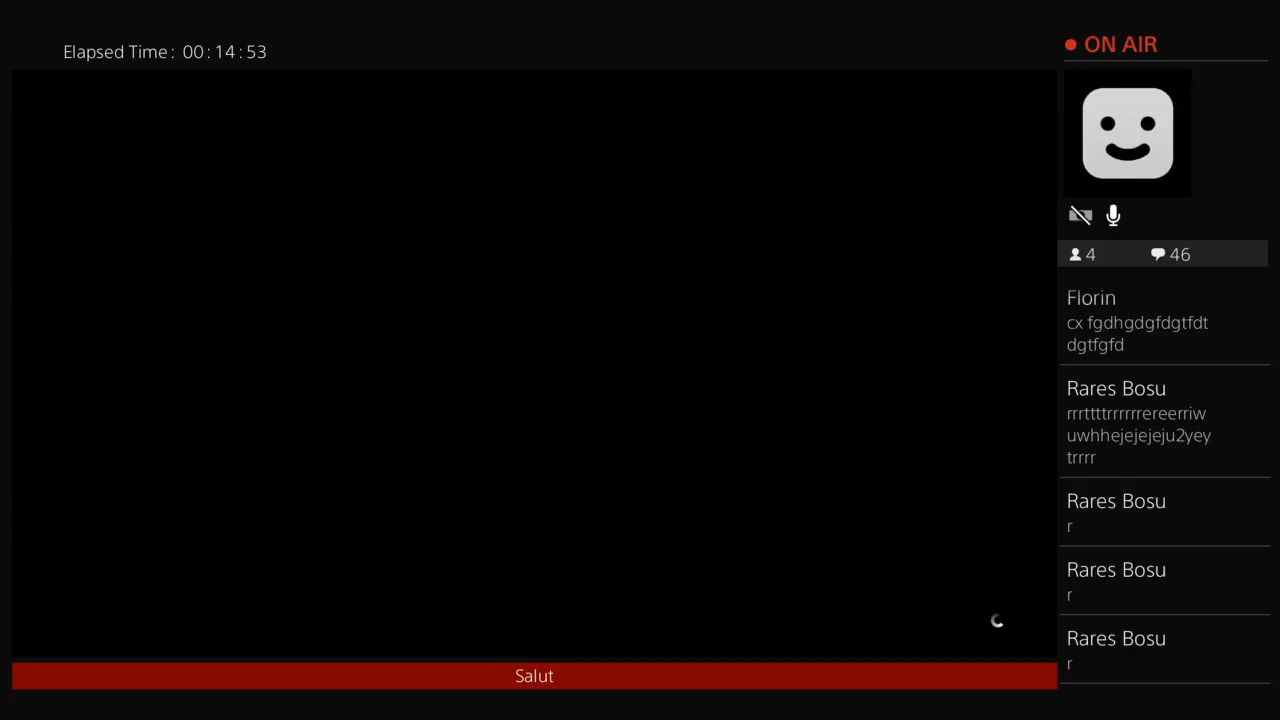 Elapsed Time: 00:14:53
ON AIR
4 46
Florin
cx fgdhgdgfdgtfdt
dgtfgfd
Rares Bosu
rrrttttrrrrrrereerriw
uwhhejejejeju2yey
trrrr
Rares Bosu
r
Rares Bosu
r
Rares Bosu
r
Salut